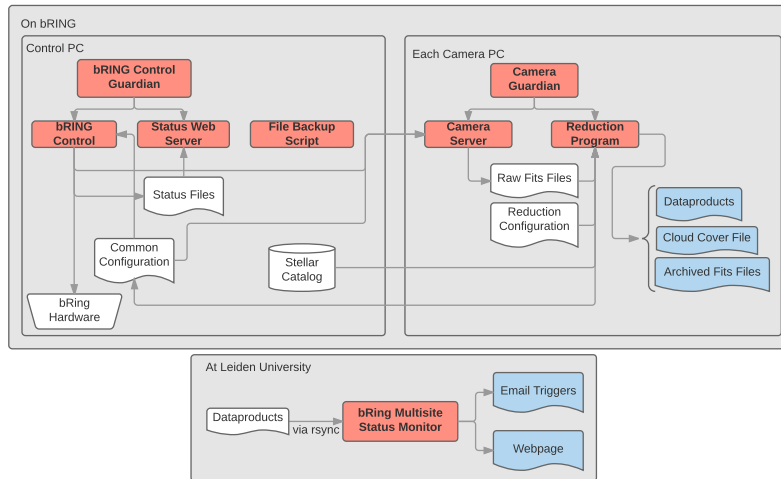 On bRING
Control PC
bRING Control
Guardian
bRING
Control
Status Web
Server
File Backup
Script
Status Files
Common
Configuration
Stellar
Catalog
bRing
Hardware
Each Camera PC
Camera
Guardian
Camera
Server
Reduction
Program
Raw Fits Files
Reduction
Configuration
Dataproducts
Cloud Cover File
Archived Fits Files
At Leiden University
Dataproducts
via rsync
bRing Multisite
Status Monitor
Email Triggers
Webpage